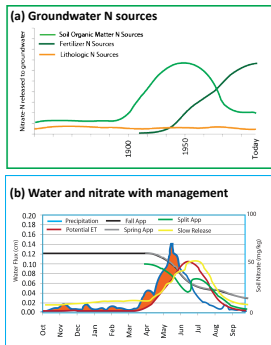 (a) Groundwater N sources
Soil Organic Matter N Sources
Fertilizer N Sources
Lithologic N Sources
Nitrate N released to groundwater
1900
1950
Today
(b) Water and nitrate with management
Precipitation
Fall App
Split App
Potential ET
Spring App
Slow Release
Water Flux (cm)
0.20
0.18
0.16
0.14
0.12
0.10
0.08
0.06
0.04
0.02
0.00
100
50
0
Soil Nitrate (mg/kg)
Oct
Nov
Dec
Jan
Feb
Mar
Apr
May
Jun
Jul
Aug
Sep